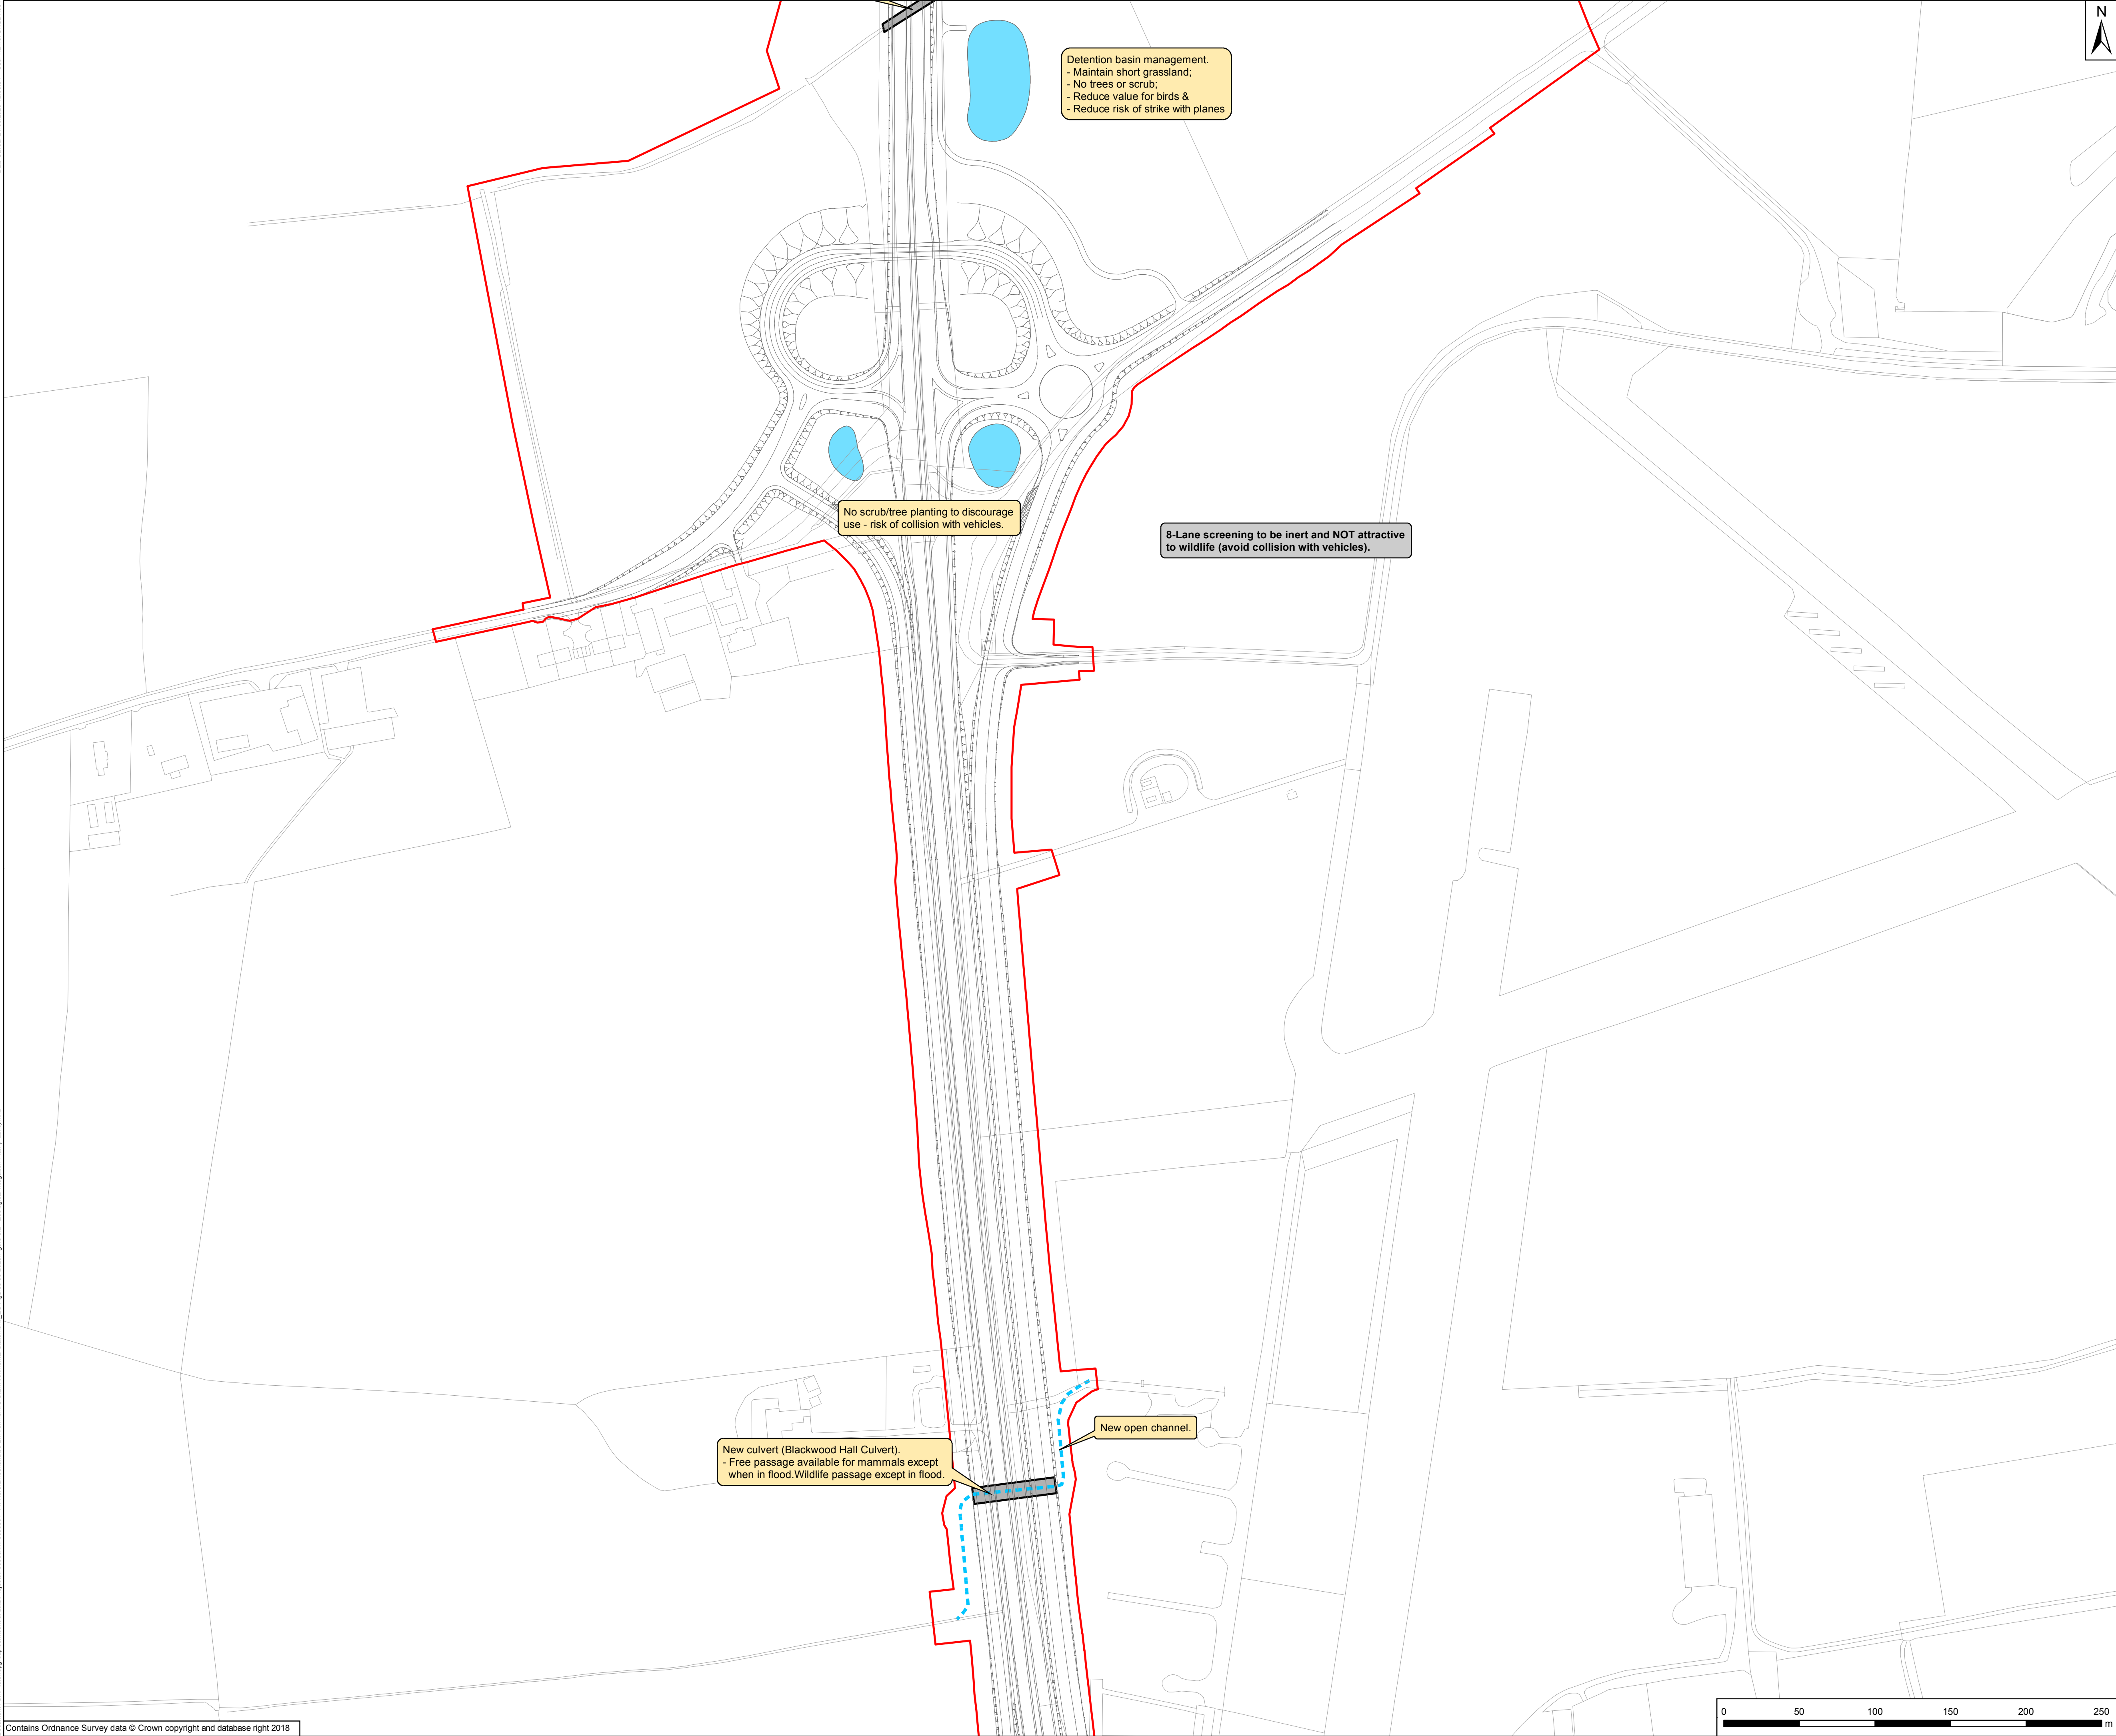 N
Detention basin management.
- Maintain short grassland;
- No trees or scrub;
- Reduce value for birds &
- Reduce risk of strike with planes
No scrub/tree planting to discourage
use - risk of collision with vehicles.
8-Lane screening to be inert and NOT attractive
to wildlife (avoid collision with vehicles).
New open channel.
New culvert (Blackwood Hall Culvert).
- Free passage available for mammals except
when in flood.Wildlife passage except in flood.
0 50 100 150 200 250
m
Contains Ordnance Survey data © Crown copyright and database right 2018